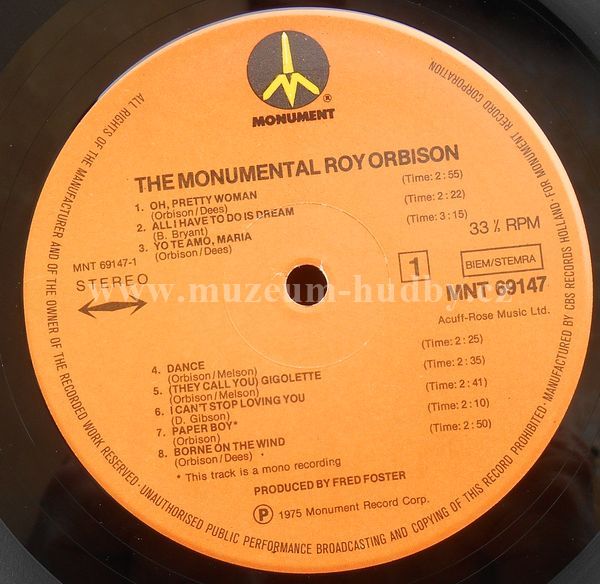 ®
MONUMENT
THE MONUMENTAL ROY ORBISON
1. OH, PRETTY WOMAN (Time: 2:55)
(Orbison/Dees)
2. ALL I HAVE TO DO IS DREAM (Time: 2:22)
(B. Bryant)
3. YO TE AMO, MARIA (Time: 3:15)
(Orbison/Dees)
33⅓ RPM
MNT 69147-1
STEREO
1
BIEM/STEMRA
MNT 69147
www.muzeum-hudby.cz
Acuff-Rose Music Ltd.
4. DANCE (Time: 2:25)
(Orbison/Melson)
5. (THEY CALL YOU) GIGOLETTE (Time: 2:35)
(Orbison/Melson)
6. I CAN'T STOP LOVING YOU (Time: 2:41)
(D. Gibson)
7. PAPER BOY* (Time: 2:10)
(Orbison)
8. BORNE ON THE WIND (Time: 2:50)
(Orbison/Dees)
* This track is a mono recording
PRODUCED BY FRED FOSTER
Ⓟ 1975 Monument Record Corp.
ALL RIGHTS OF THE MANUFACTURER AND OF THE OWNER OF THE RECORDED WORK RESERVED-UNAUTHORISED PUBLIC PERFORMANCE BROADCASTING AND COPYING OF THIS RECORD PROHIBITED-MANUFACTURED BY CBS RECORDS HOLLAND-FOR MONUMENT RECORD CORPORATION